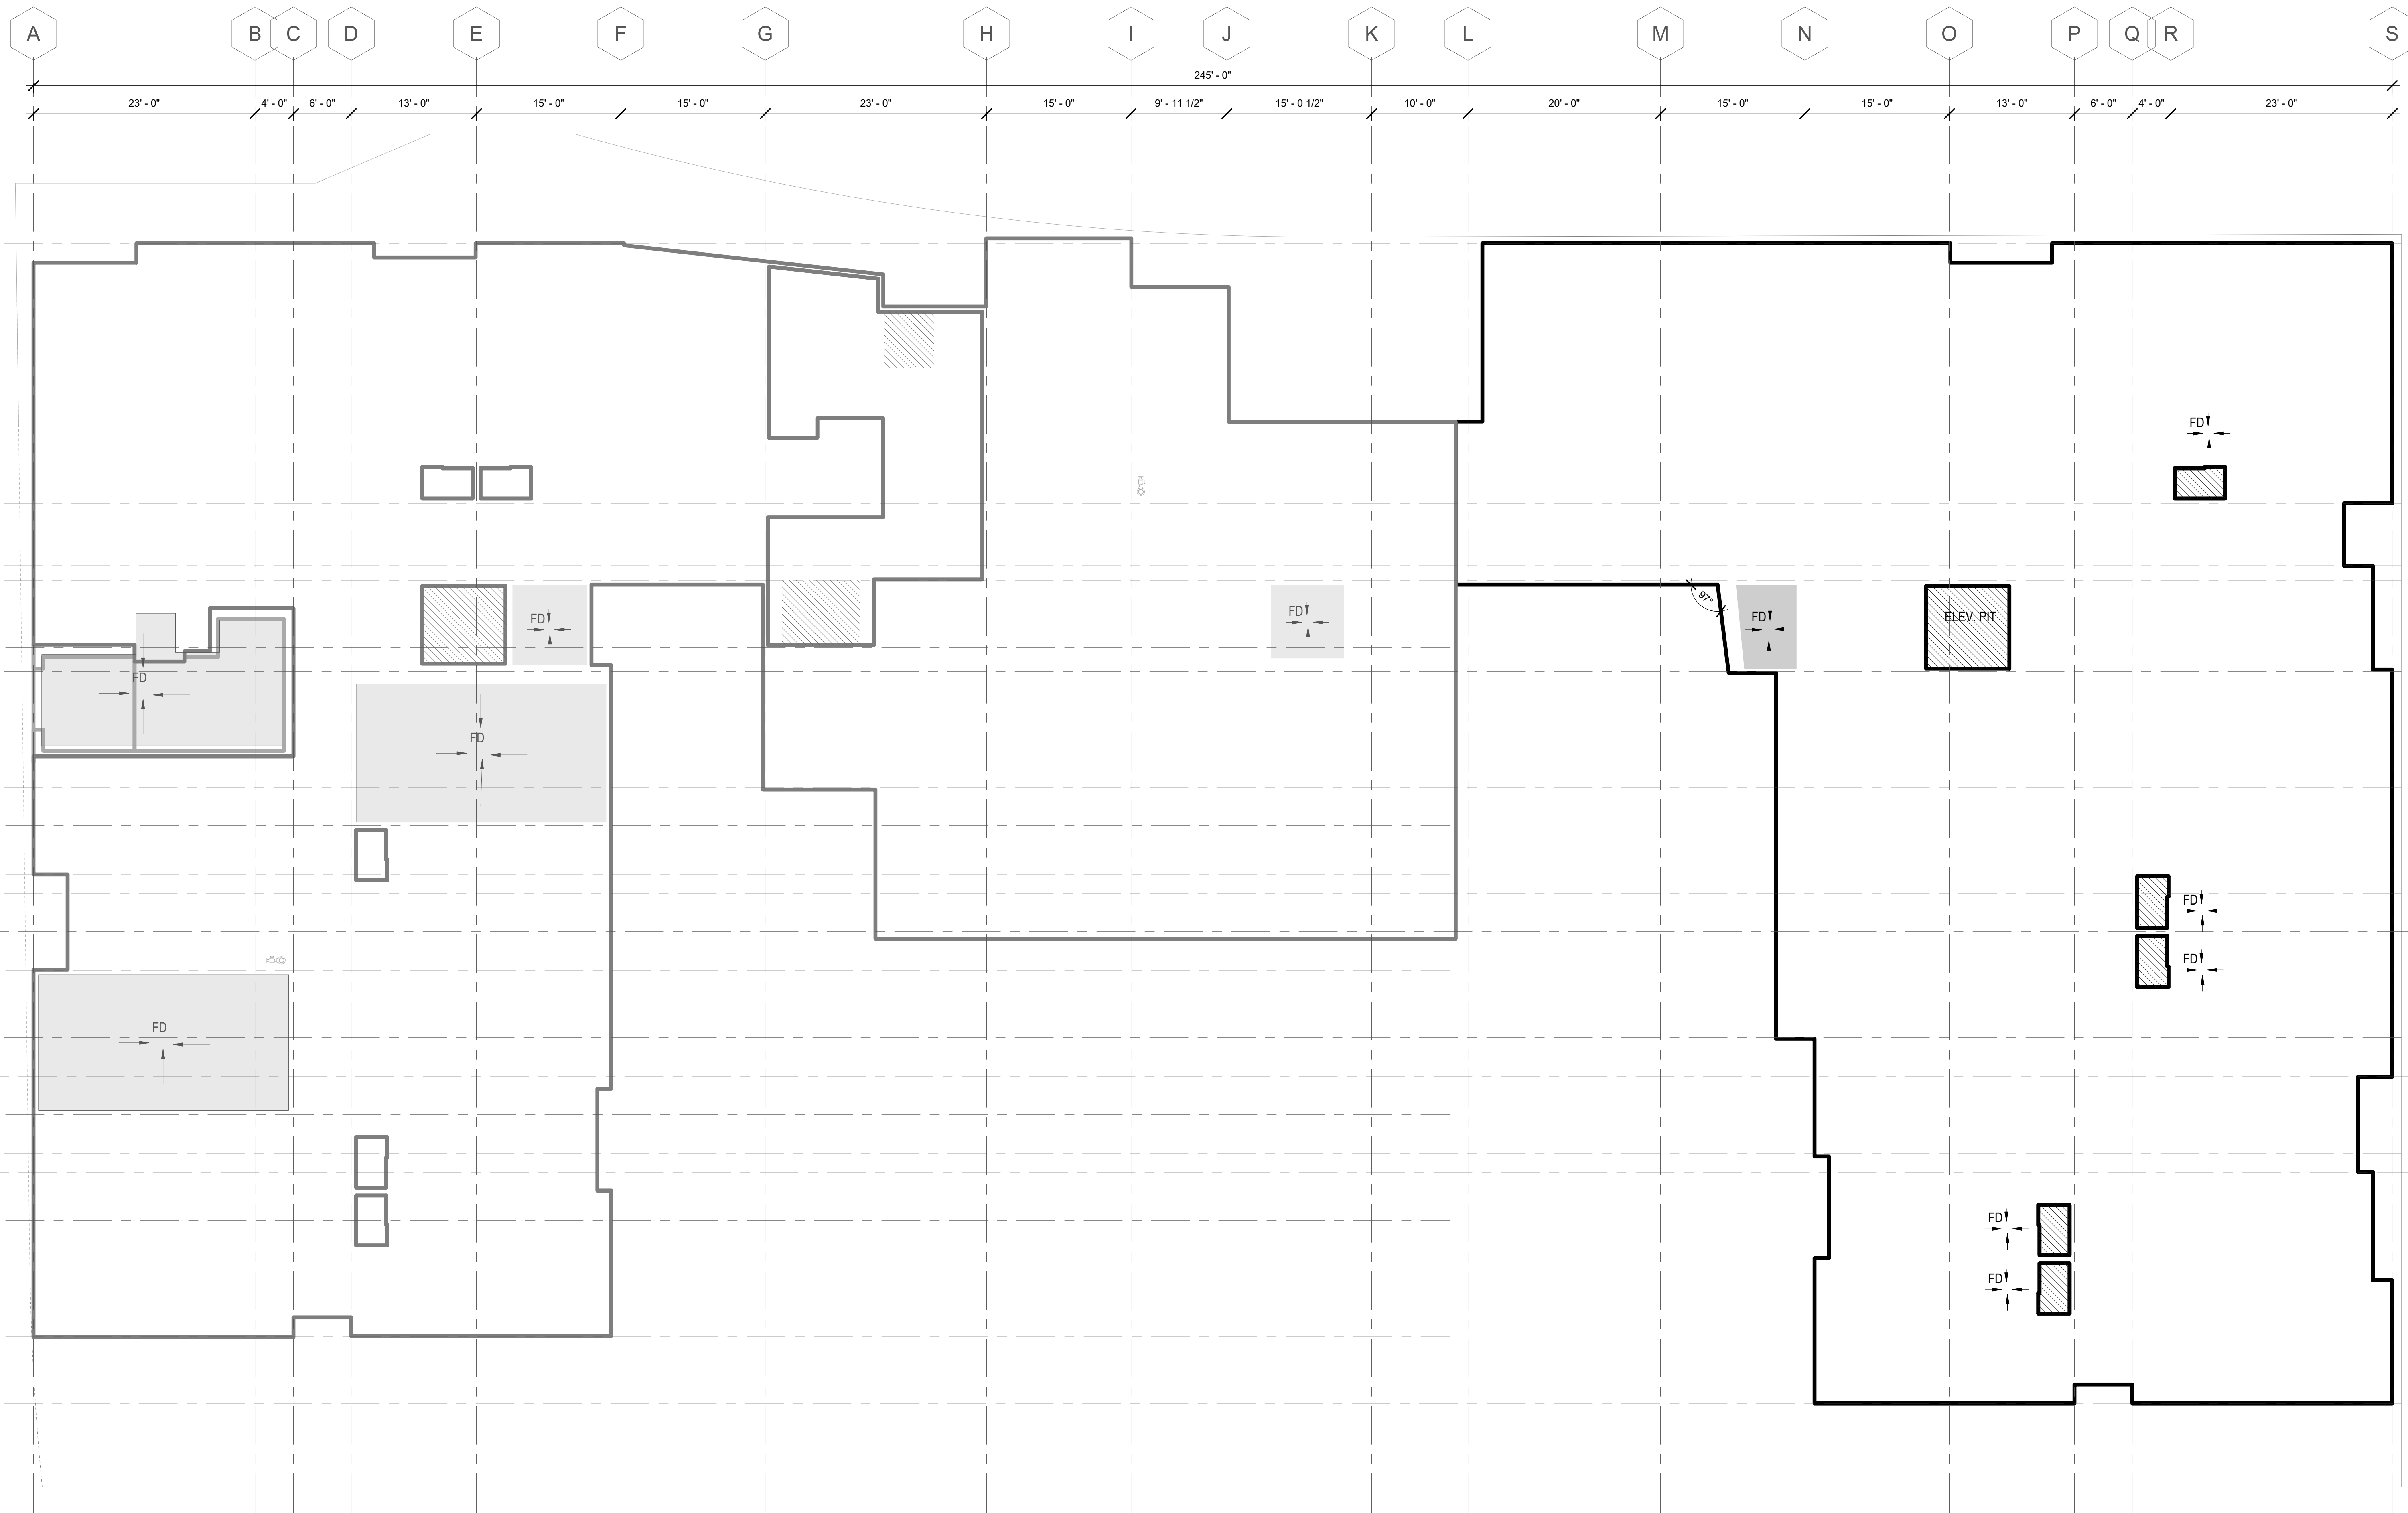 A B C D E F G H I J K L M N O P Q R S
245' - 0"
23' - 0" 4' - 0" 6' - 0" 13' - 0" 15' - 0" 15' - 0" 23' - 0" 15' - 0" 9' - 11 1/2" 15' - 0 1/2" 10' - 0" 20' - 0" 15' - 0" 15' - 0" 13' - 0" 6' - 0" 4' - 0" 23' - 0"
FD
97°
FD
FD
FD
ELEV. PIT
FD
FD
FD
FD
FD
FD
FD
FD